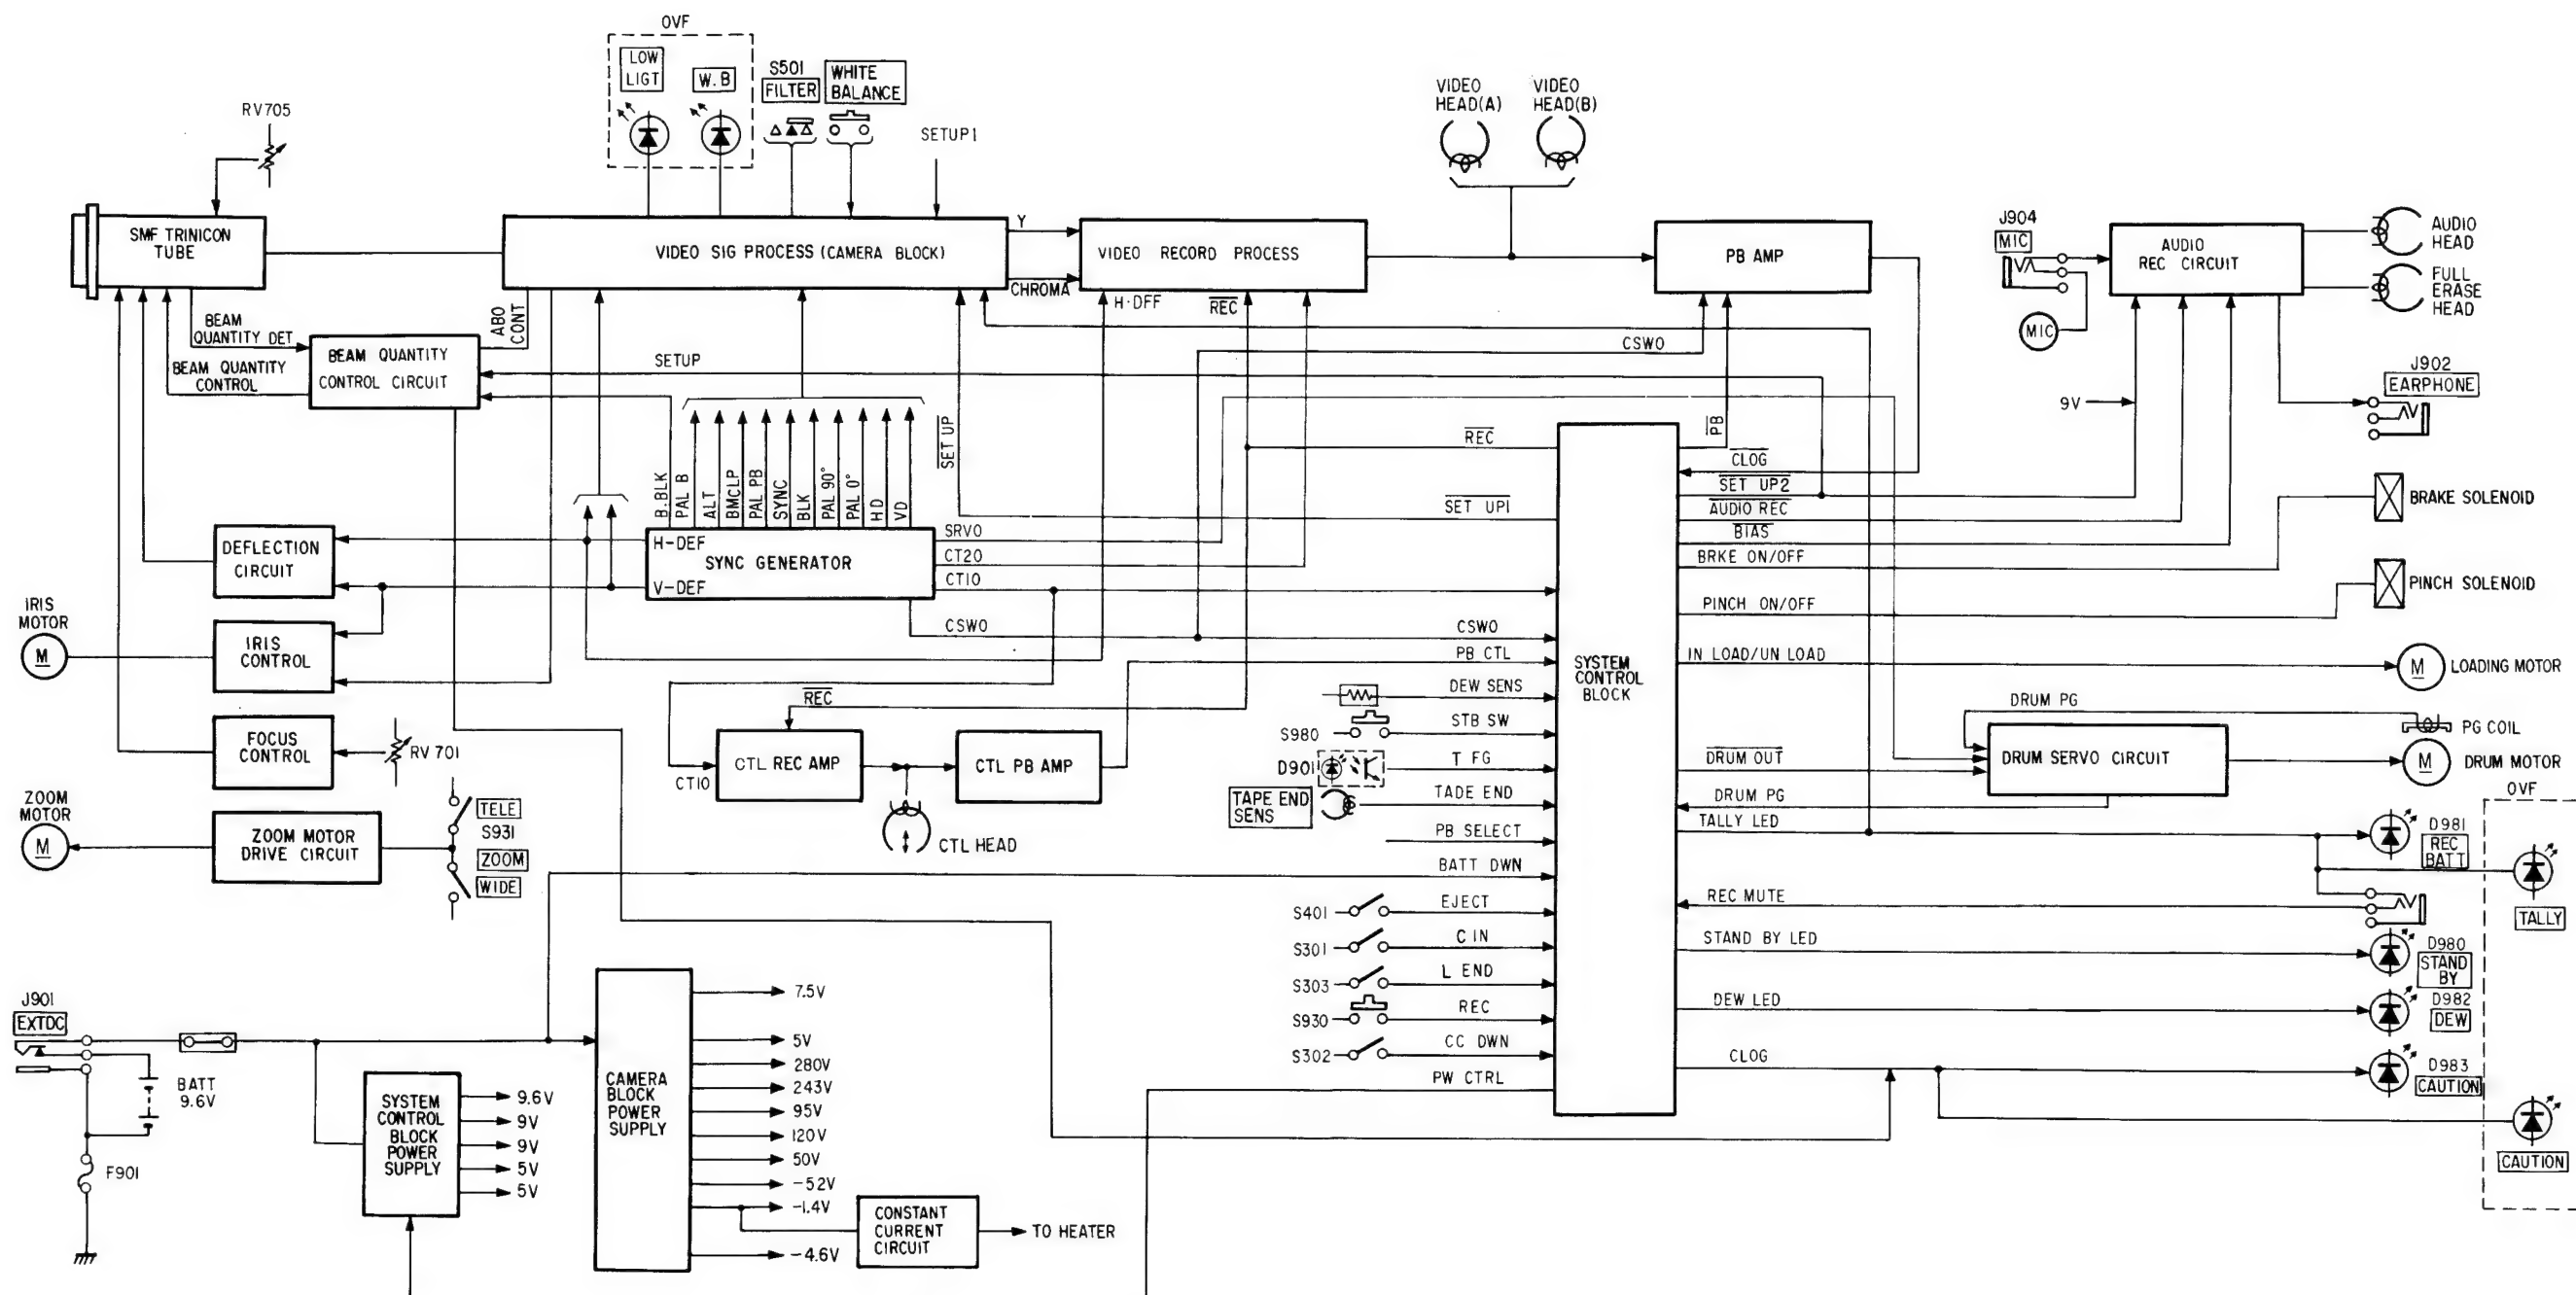 OVF
LOW
LIGT
W.B
S501
FILTER
WHITE
BALANCE
RV705
SETUP1
VIDEO
HEAD(A)
VIDEO
HEAD(B)
SMF TRINICON
TUBE
VIDEO SIG PROCESS (CAMERA BLOCK)
Y
CHROMA
VIDEO RECORD PROCESS
PB AMP
J904
MIC
MIC
AUDIO
REC CIRCUIT
AUDIO
HEAD
FULL
ERASE
HEAD
BEAM
QUANTITY DET
BEAM QUANTITY
CONTROL
BEAM QUANTITY
CONTROL CIRCUIT
ABO
CONT
SETUP
H·DFF
REC
CSWO
J902
EARPHONE
9V
B.BLK
PAL B
ALT
BMCLP
PAL PB
SYNC
BLK
PAL 90°
PAL 0°
HD
VD
SET UP
REC
PB
CLOG
SET UP2
AUDIO REC
BIAS
BRKE ON/OFF
BRAKE SOLENOID
SET UP1
DEFLECTION
CIRCUIT
H-DEF
SYNC GENERATOR
V-DEF
SRVO
CT20
CT10
PINCH ON/OFF
PINCH SOLENOID
IRIS
MOTOR
M
IRIS
CONTROL
CSWO
CSWO
PB CTL
DEW SENS
STB SW
S980
T FG
D901
TADE END
TAPE END
SENS
PB SELECT
BATT DWN
SYSTEM
CONTROL
BLOCK
IN LOAD/UN LOAD
M
LOADING MOTOR
DRUM PG
PG COIL
DRUM OUT
DRUM SERVO CIRCUIT
M
DRUM MOTOR
DRUM PG
TALLY LED
OVF
D981
REC
BATT
REC MUTE
TALLY
STAND BY LED
D980
STAND
BY
DEW LED
D982
DEW
CLOG
D983
CAUTION
CAUTION
FOCUS
CONTROL
RV 701
REC
CTL REC AMP
CT10
CTL PB AMP
CTL HEAD
ZOOM
MOTOR
M
ZOOM MOTOR
DRIVE CIRCUIT
TELE
S931
ZOOM
WIDE
S401
EJECT
S301
C IN
S303
L END
S930
REC
S302
CC DWN
PW CTRL
J901
EXTDC
BATT
9.6V
F901
SYSTEM
CONTROL
BLOCK
POWER
SUPPLY
9.6V
9V
9V
5V
5V
CAMERA
BLOCK
POWER
SUPPLY
7.5V
5V
280V
243V
95V
120V
50V
-52V
-1.4V
-4.6V
CONSTANT
CURRENT
CIRCUIT
TO HEATER